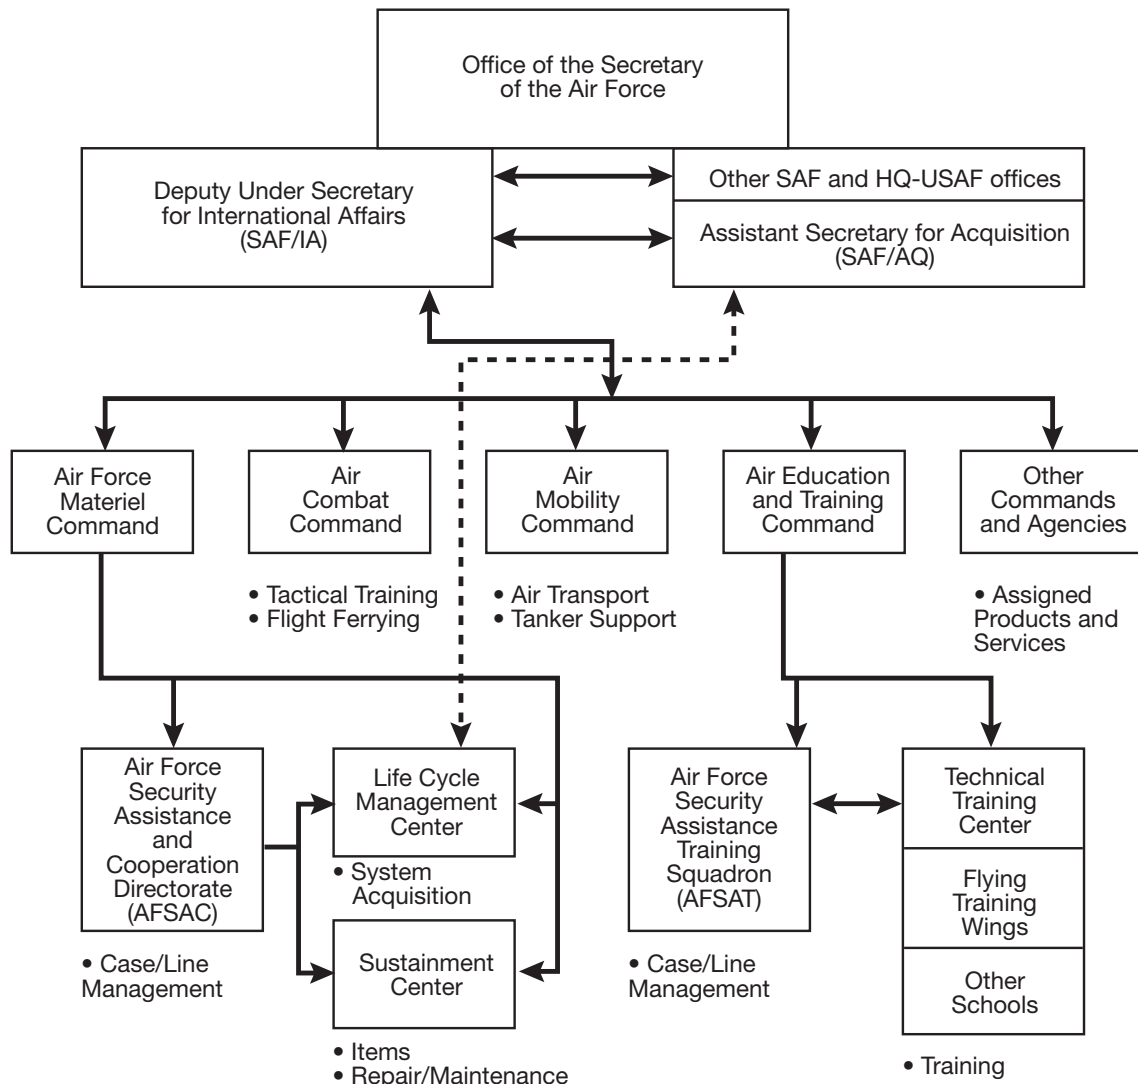 Office of the Secretary
of the Air Force
Deputy Under Secretary
for International Affairs
(SAF/IA)
Other SAF and HQ-USAF offices
Assistant Secretary for Acquisition
(SAF/AQ)
Air Force
Materiel
Command
Air
Combat
Command
Air
Mobility
Command
Air Education
and Training
Command
Other
Commands
and Agencies
• Tactical Training
• Flight Ferrying
• Air Transport
• Tanker Support
• Assigned
Products and
Services
Air Force
Security
Assistance
and
Cooperation
Directorate
(AFSAC)
• Case/Line
Management
Life Cycle
Management
Center
• System
Acquisition
Sustainment
Center
• Items
• Repair/Maintenance
Air Force
Security
Assistance
Training
Squadron
(AFSAT)
• Case/Line
Management
Technical
Training
Center
Flying
Training
Wings
Other
Schools
• Training